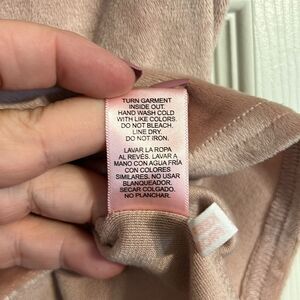 TURN GARMENT
INSIDE OUT.
HAND WASH COLD
WITH LIKE COLORS.
DO NOT BLEACH.
LINE DRY.
DO NOT IRON.
LAVAR LA ROPA
AL REVÉS. LAVAR A
MANO CON AGUA FRÍA
CON COLORES
SIMILARES. NO USAR
BLANQUEADOR.
SECAR COLGADO.
NO PLANCHAR.